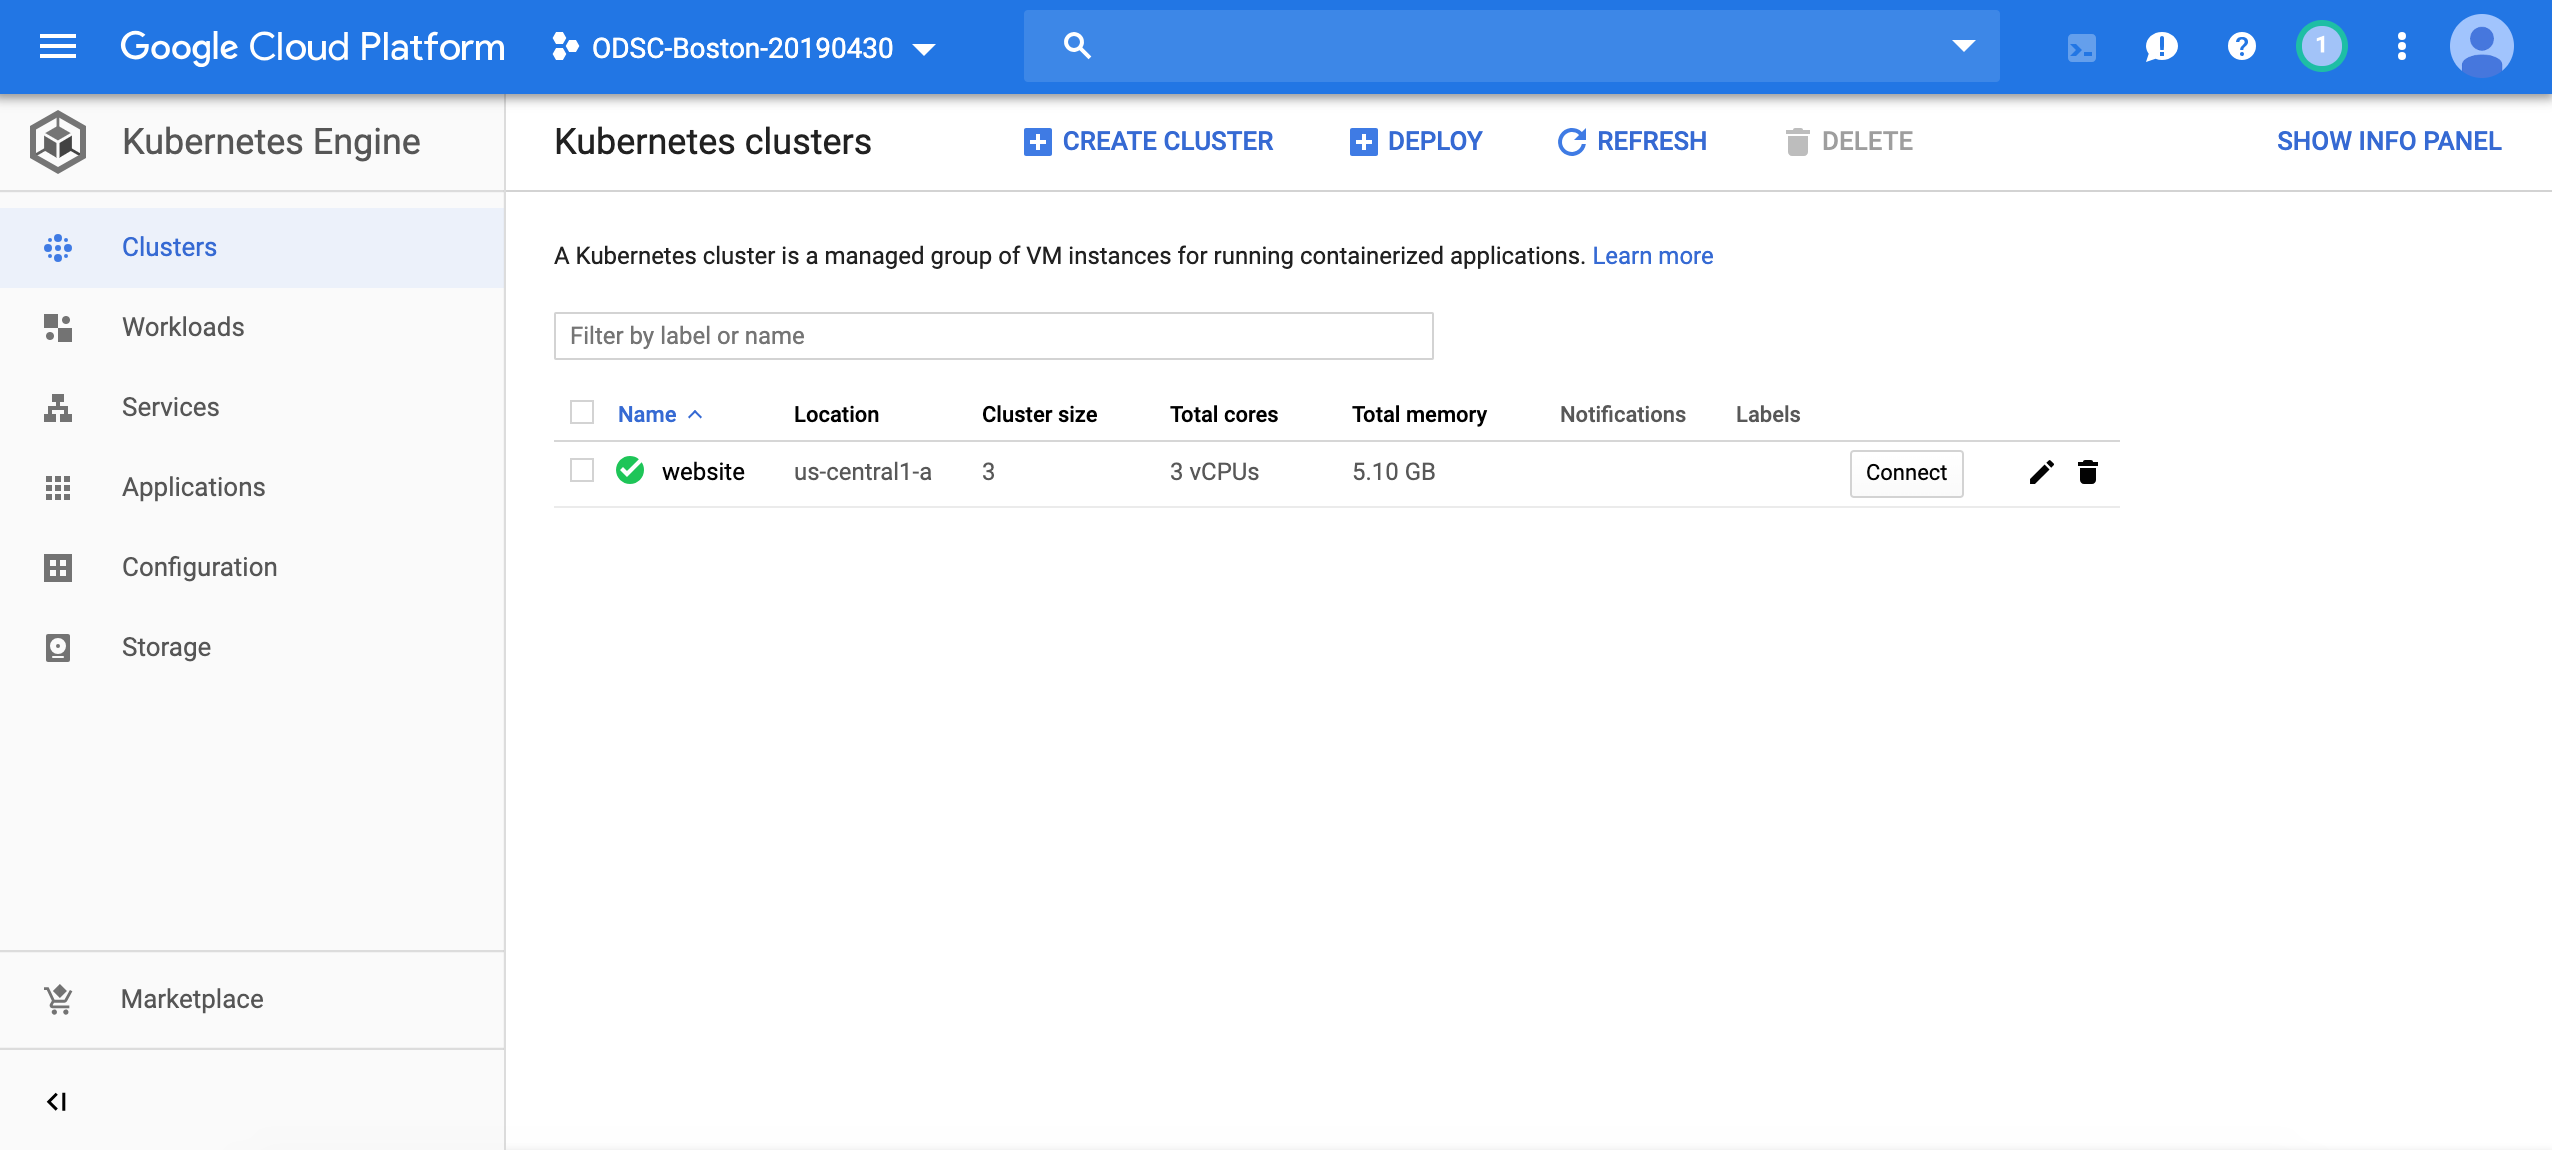 Google Cloud Platform
ODSC-Boston-20190430
1
Kubernetes Engine
Kubernetes clusters
CREATE CLUSTER
DEPLOY
REFRESH
DELETE
SHOW INFO PANEL
Clusters
Workloads
Services
Applications
Configuration
Storage
Marketplace
A Kubernetes cluster is a managed group of VM instances for running containerized applications. Learn more
Filter by label or name
Name Location Cluster size Total cores Total memory Notifications Labels
website us-central1-a 3 3 vCPUs 5.10 GB Connect